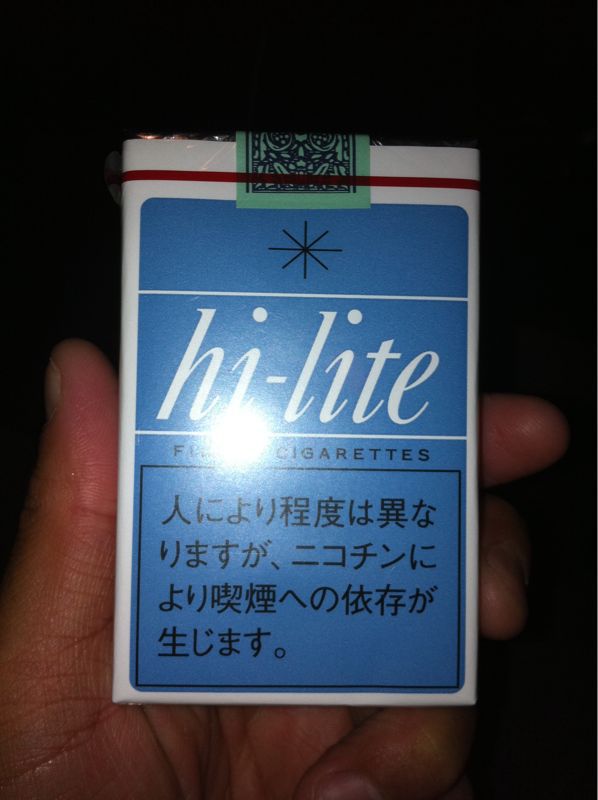 hi-lite
CIGARETTES
人により程度は異な
りますが、ニコチンに
より喫煙への依存が
生じます。